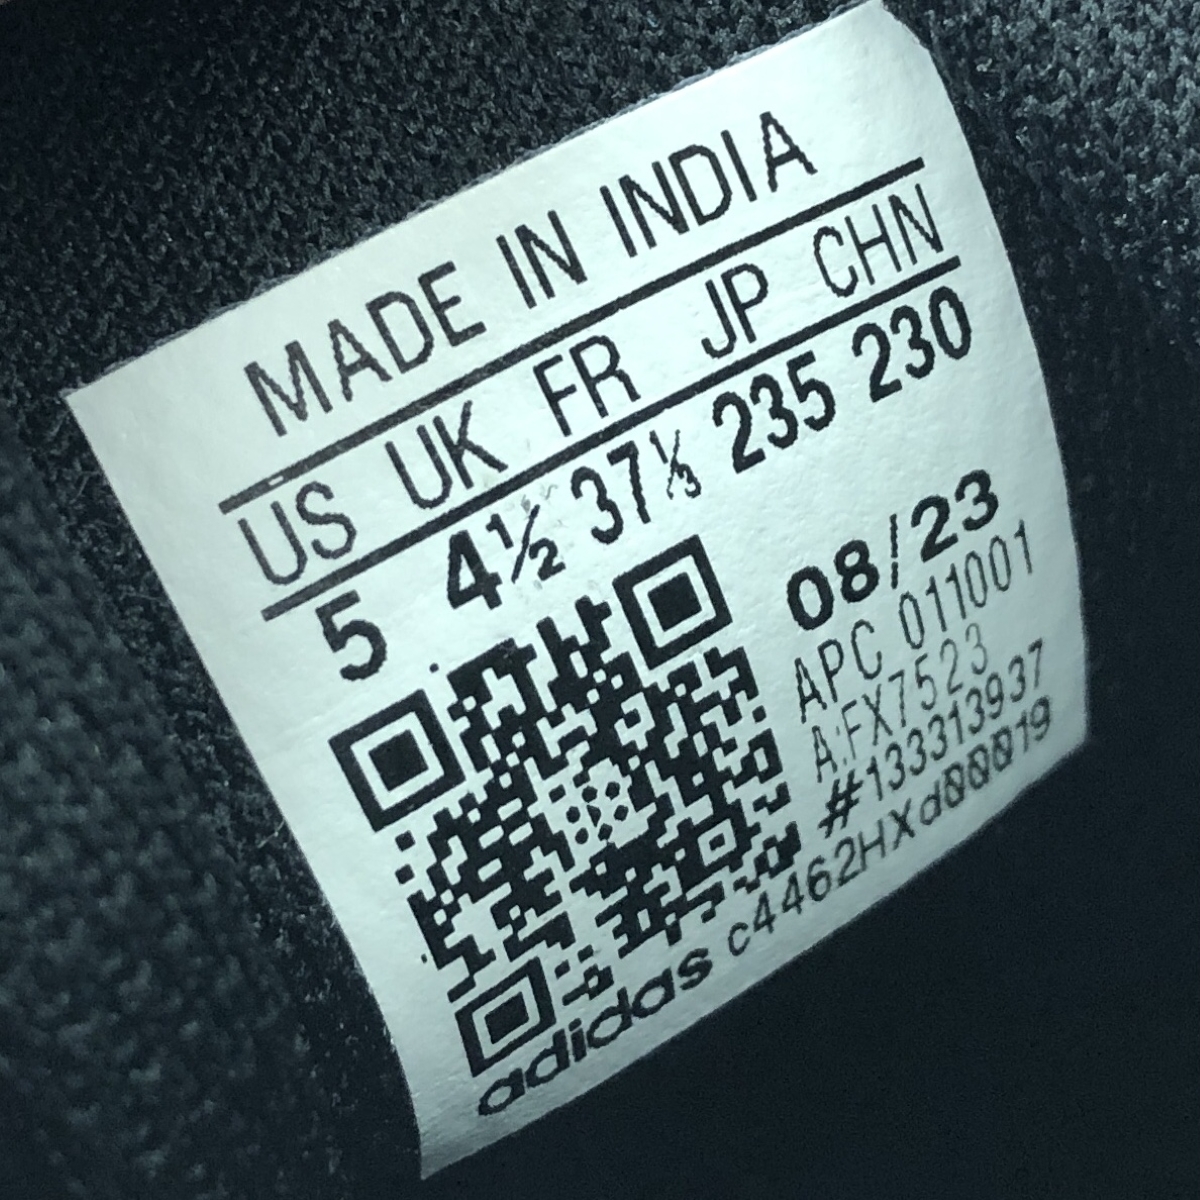 MADE IN INDIA
US UK FR JP CHN
5 4½ 37⅓ 235 230
08/23
APC 011001
A:FX7523
#133313937
adidas c4462HXd00019